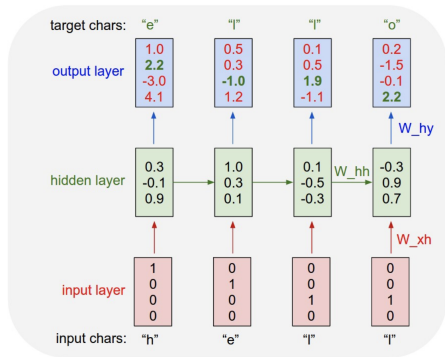 target chars: “e” “l” “l” “o”
output layer
1.0 0.5 0.1 0.2
2.2 0.3 0.5 -1.5
-3.0 -1.0 1.9 -0.1
4.1 1.2 -1.1 2.2
W_hy
hidden layer
0.3 1.0 0.1 -0.3
-0.1 0.3 -0.5 0.9
0.9 0.1 -0.3 0.7
W_hh
W_xh
input layer
1 0 0 0
0 1 0 0
0 0 1 1
0 0 0 0
input chars: “h” “e” “l” “l”